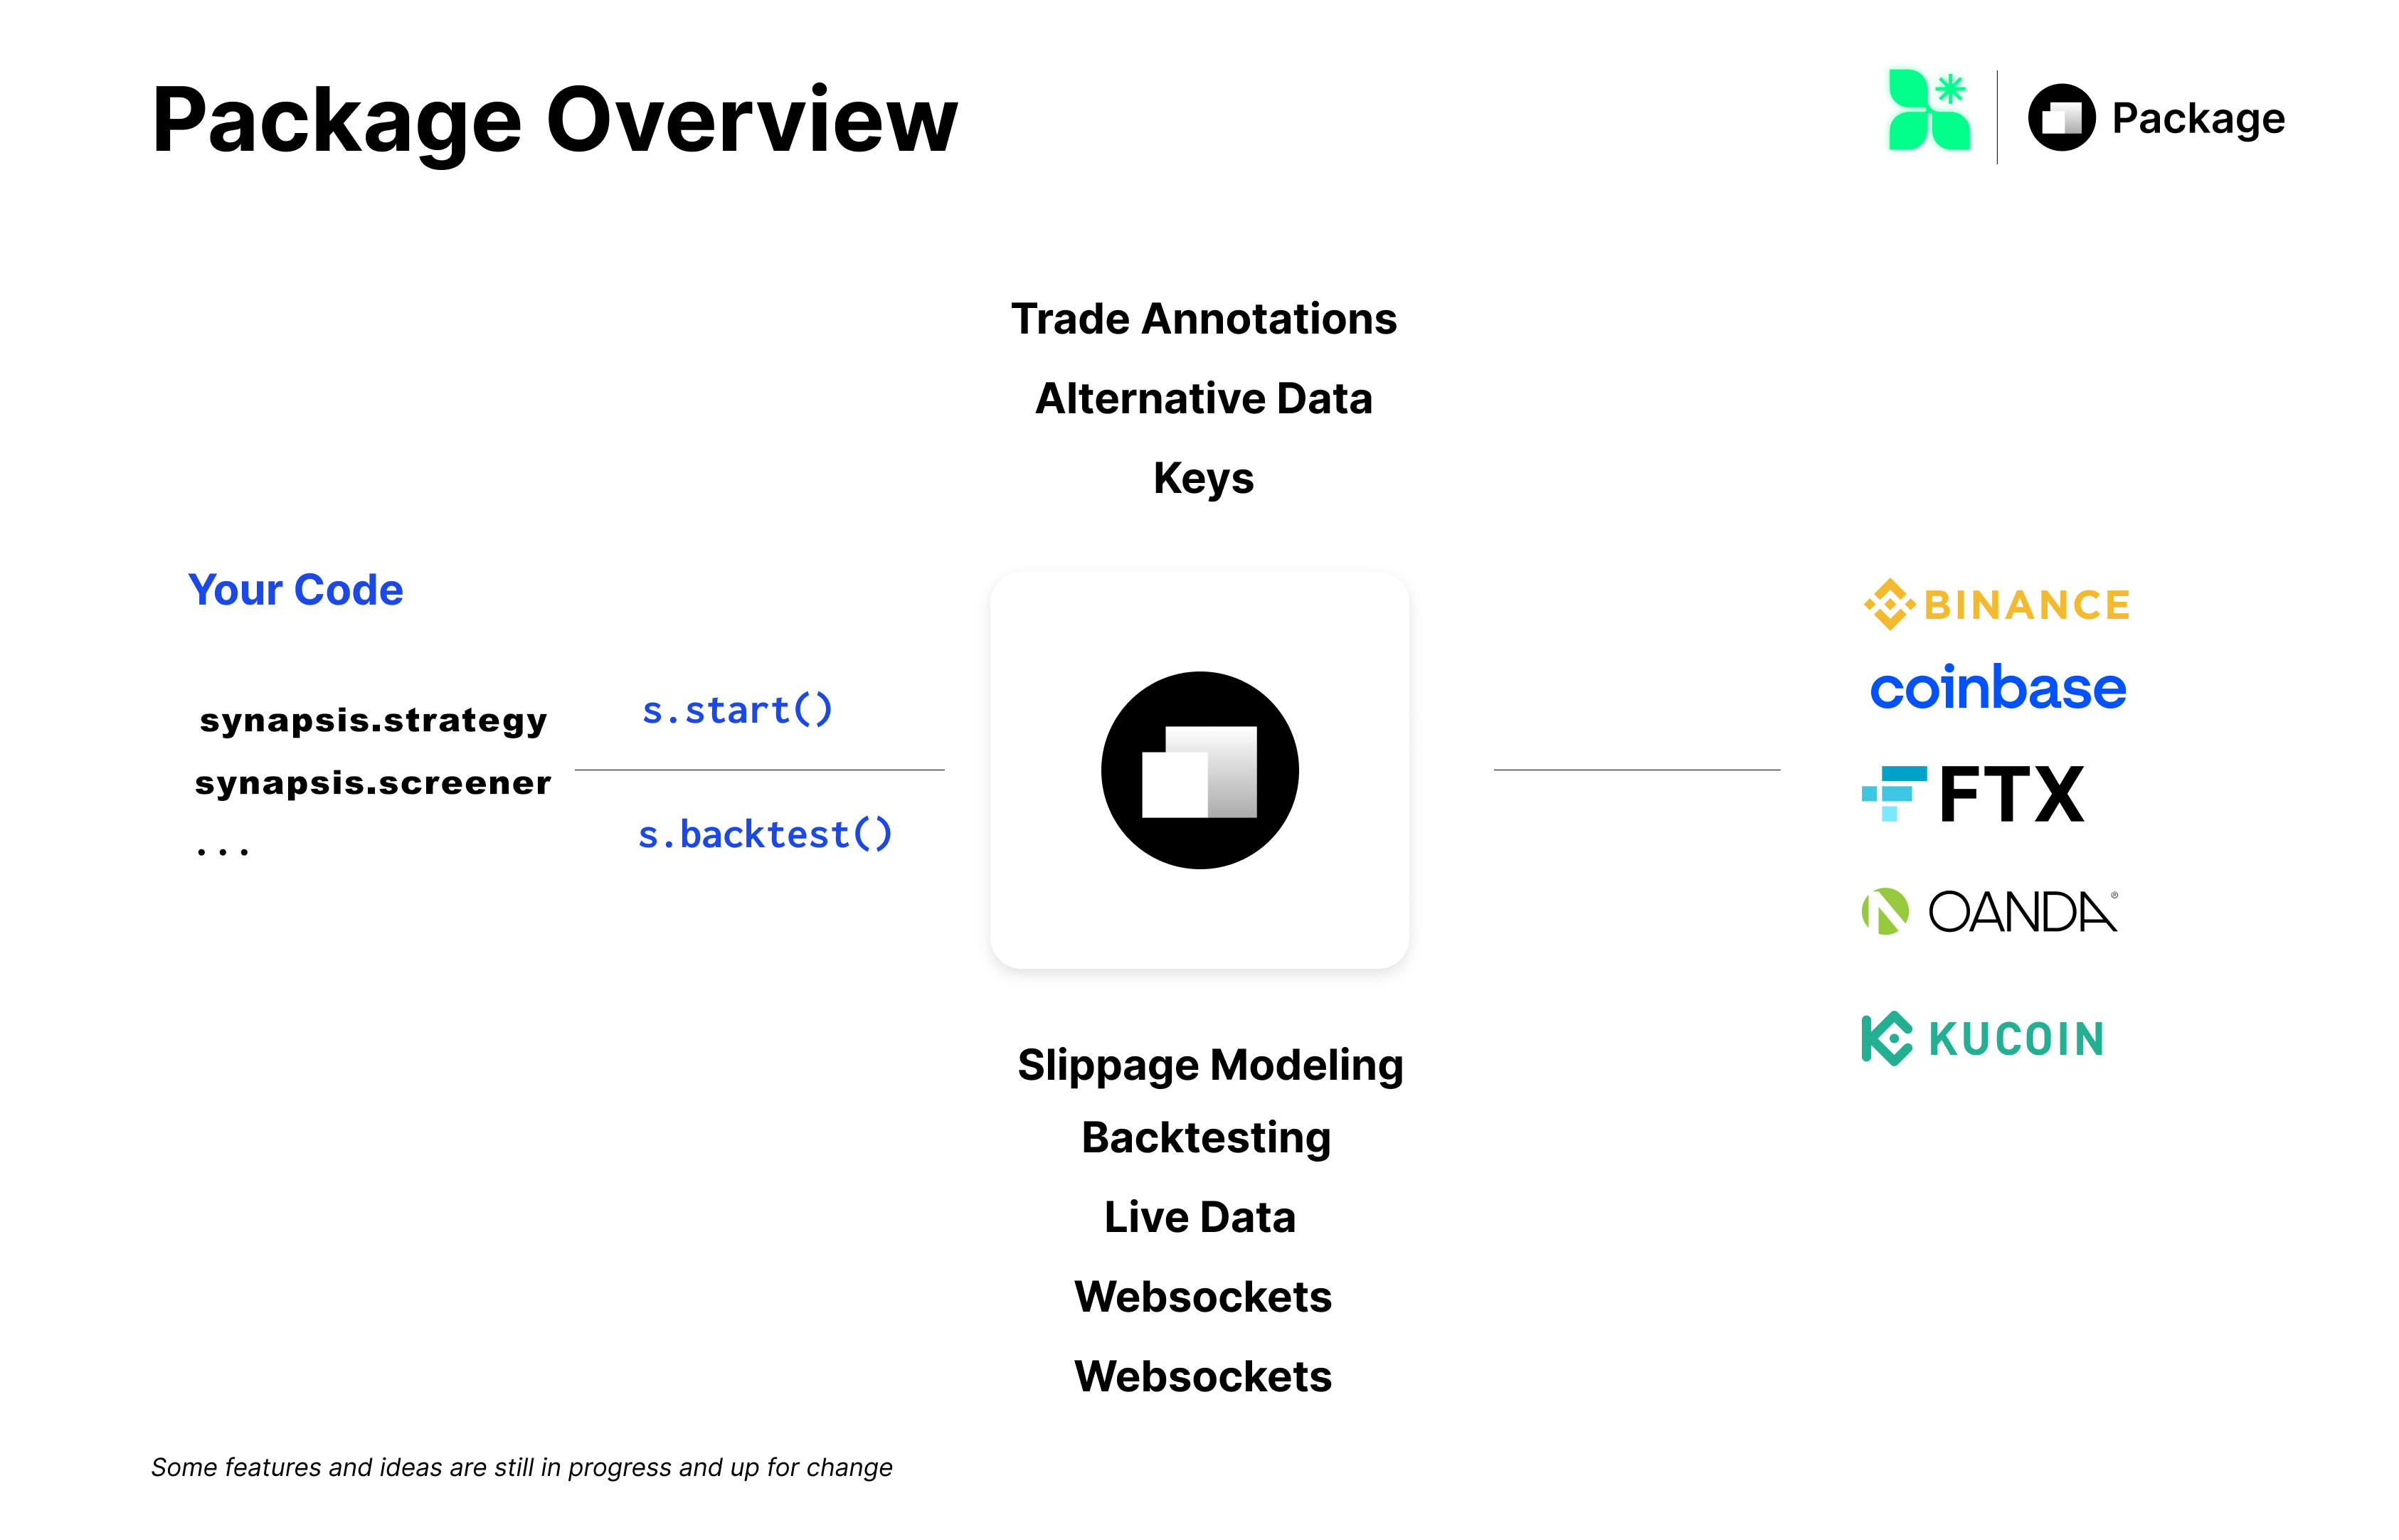 Package Overview
Package
Trade Annotations
Alternative Data
Keys
Your Code
synapsis.strategy
synapsis.screener
...
s.start()
s.backtest()
BINANCE
coinbase
FTX
OANDA®
KUCOIN
Slippage Modeling
Backtesting
Live Data
Websockets
Websockets
Some features and ideas are still in progress and up for change